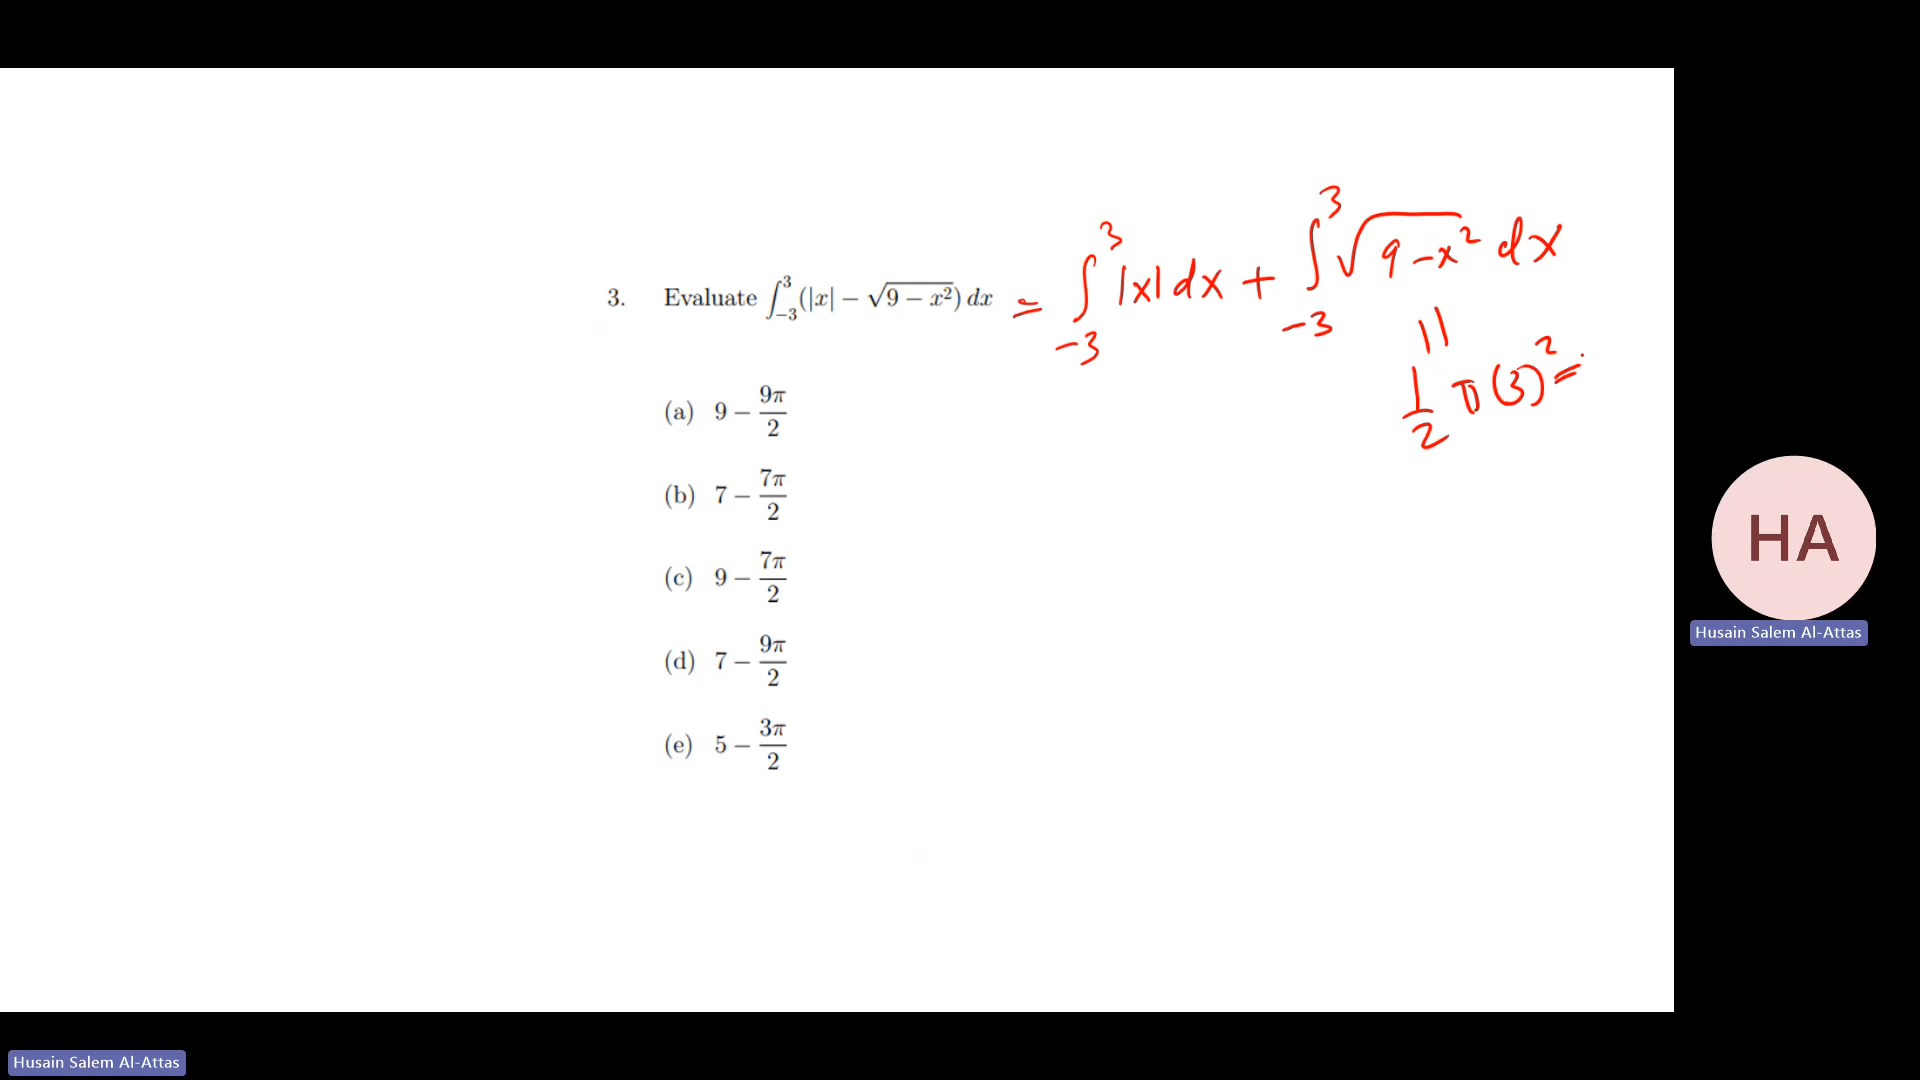 3. Evaluate ∫_{-3}^{3} (|x| − √(9 − x²)) dx = ∫_{-3}^{3} |x| dx + ∫_{-3}^{3} √(9 − x²) dx
||
1/2 π (3)² =
(a) 9 − 9π/2
(b) 7 − 7π/2
(c) 9 − 7π/2
(d) 7 − 9π/2
(e) 5 − 3π/2
HA
Husain Salem Al-Attas
Husain Salem Al-Attas